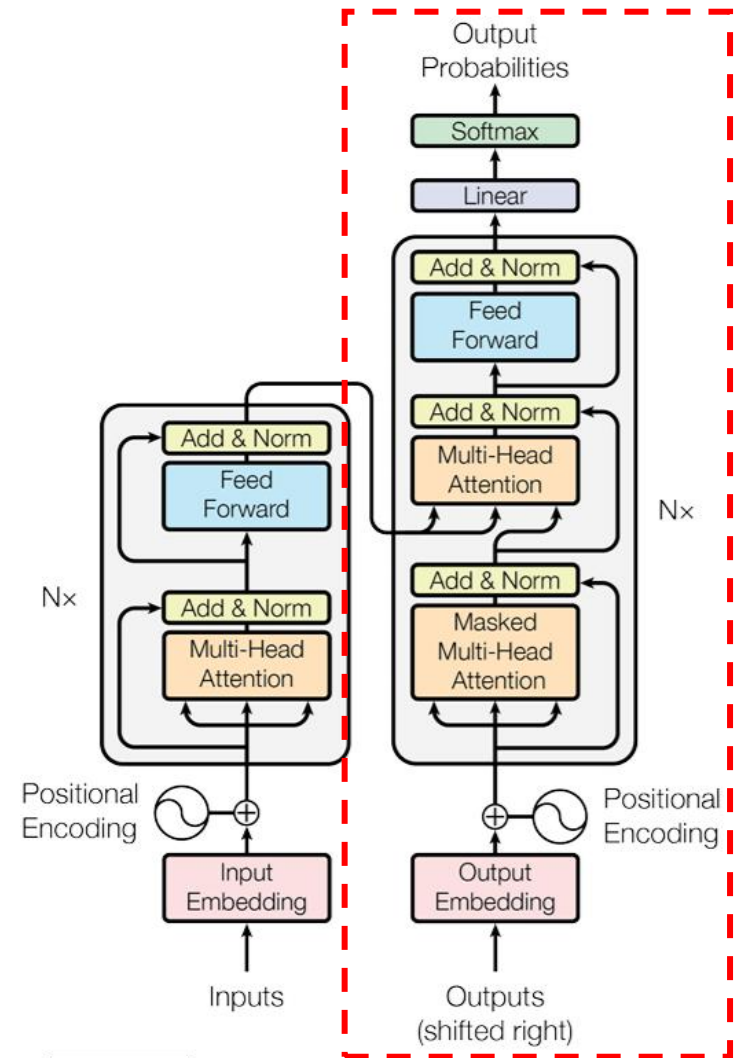 Output
Probabilities
Softmax
Linear
Add & Norm
Feed
Forward
Add & Norm
Multi-Head
Attention
Add & Norm
Masked
Multi-Head
Attention
Nx
Positional
Encoding
Output
Embedding
Outputs
(shifted right)
Add & Norm
Feed
Forward
Add & Norm
Multi-Head
Attention
N×
Positional
Encoding
Input
Embedding
Inputs